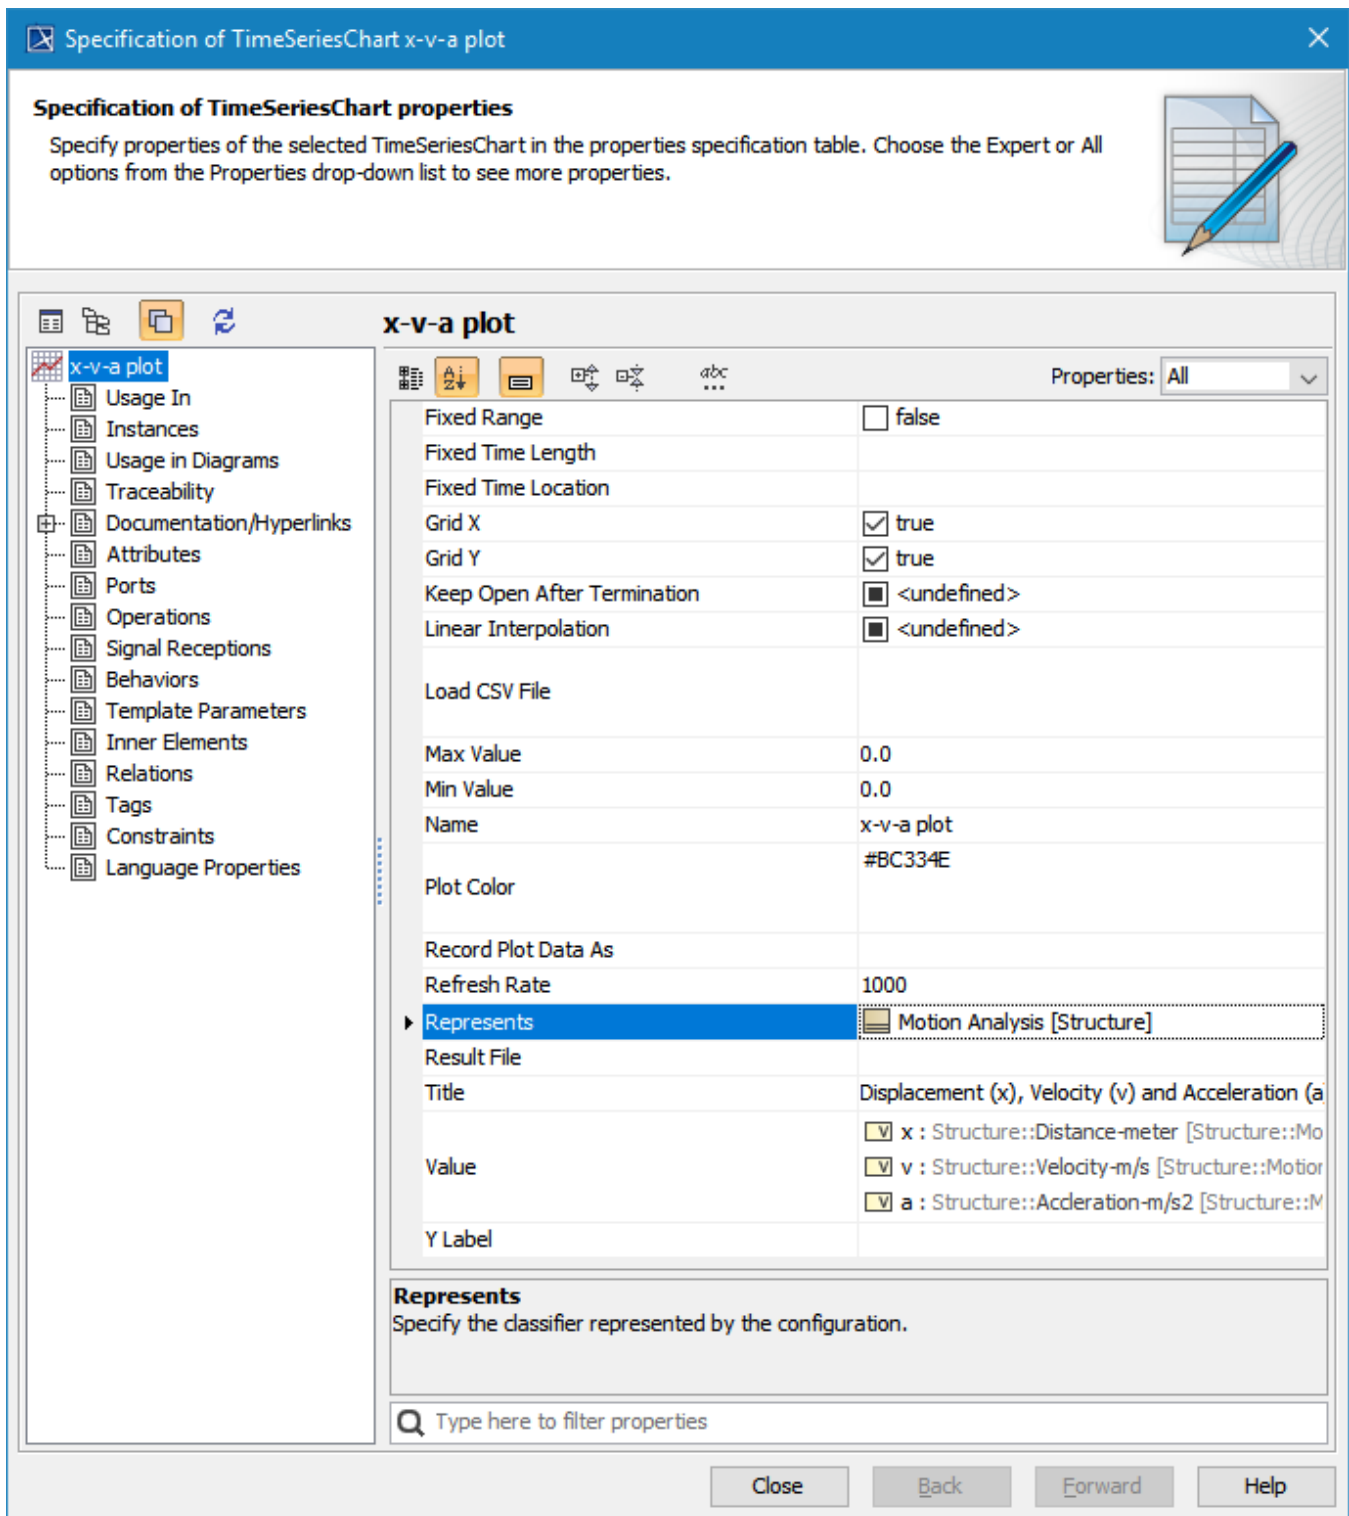 Specification of TimeSeriesChart x-v-a plot
Specification of TimeSeriesChart properties
Specify properties of the selected TimeSeriesChart in the properties specification table. Choose the Expert or All
options from the Properties drop-down list to see more properties.
x-v-a plot
x-v-a plot
Usage In
Instances
Usage in Diagrams
Traceability
Documentation/Hyperlinks
Attributes
Ports
Operations
Signal Receptions
Behaviors
Template Parameters
Inner Elements
Relations
Tags
Constraints
Language Properties
Properties: All
Fixed Range false
Fixed Time Length
Fixed Time Location
Grid X true
Grid Y true
Keep Open After Termination <undefined>
Linear Interpolation <undefined>
Load CSV File
Max Value 0.0
Min Value 0.0
Name x-v-a plot
Plot Color #BC334E
Record Plot Data As
Refresh Rate 1000
Represents Motion Analysis [Structure]
Result File
Title Displacement (x), Velocity (v) and Acceleration (a
Value
x : Structure::Distance-meter [Structure::Mo
v : Structure::Velocity-m/s [Structure::Motior
a : Structure::Accleration-m/s2 [Structure::M
Y Label
Represents
Specify the classifier represented by the configuration.
Type here to filter properties
Close Back Forward Help